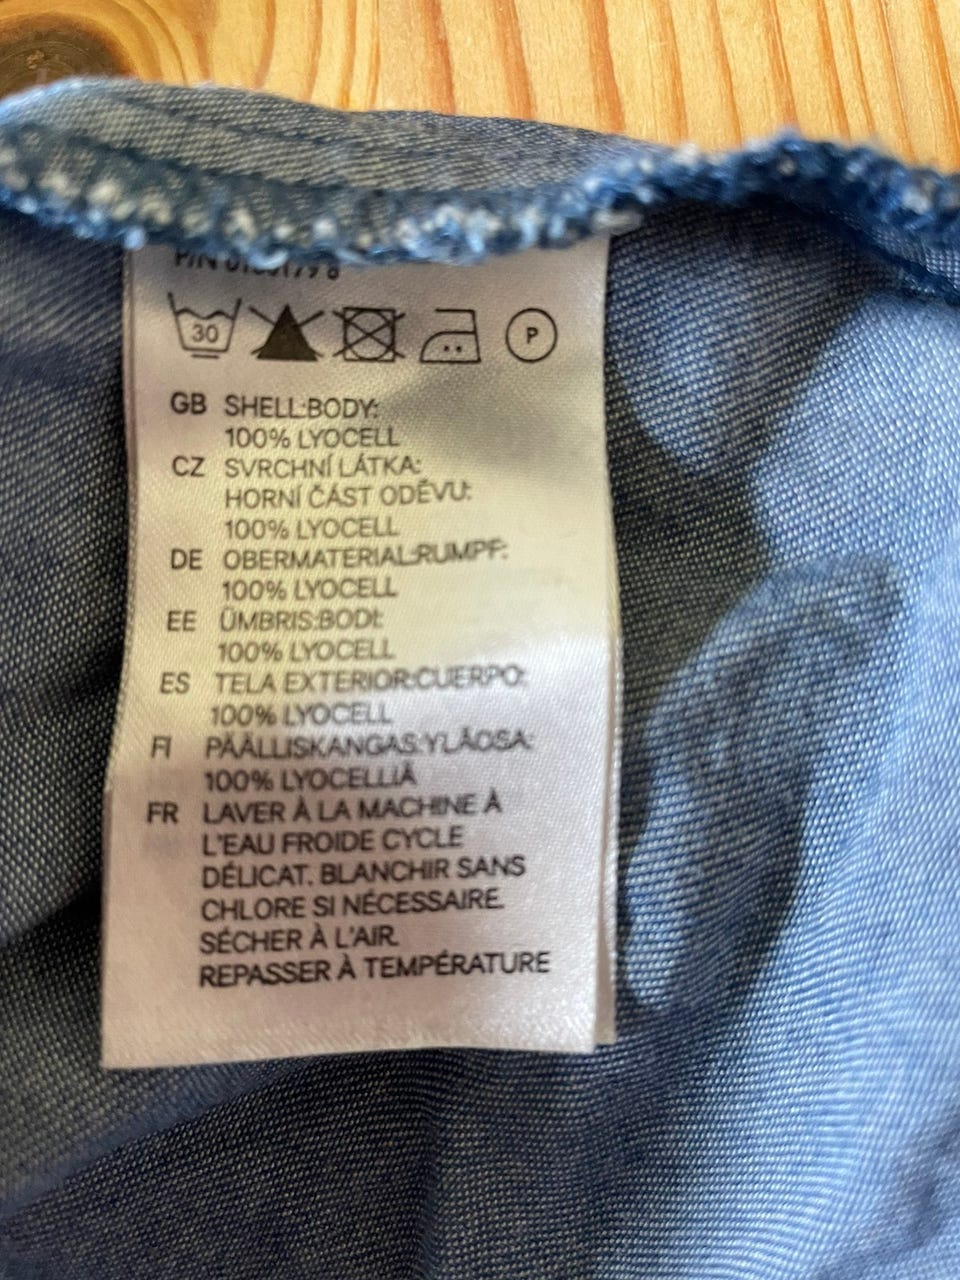 P/N
30
P
GB SHELL:BODY:
100% LYOCELL
CZ SVRCHNÍ LÁTKA:
HORNÍ ČÁST ODĚVU:
100% LYOCELL
DE OBERMATERIAL:RUMPF:
100% LYOCELL
EE ÜMBRIS:BODI:
100% LYOCELL
ES TELA EXTERIOR:CUERPO:
100% LYOCELL
FI PÄÄLLISKANGAS:YLÄOSA:
100% LYOCELLIÄ
FR LAVER À LA MACHINE À
L'EAU FROIDE CYCLE
DÉLICAT. BLANCHIR SANS
CHLORE SI NÉCESSAIRE.
SÉCHER À L'AIR.
REPASSER À TEMPÉRATURE